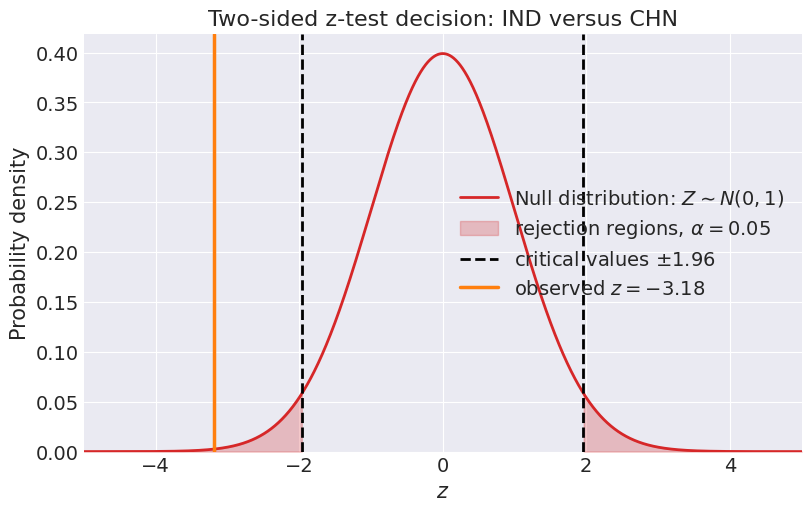 Two-sided z-test decision: IND versus CHN
Probability density
0.40
0.35
0.30
0.25
0.20
0.15
0.10
0.05
0.00
Null distribution: Z ∼ N(0, 1)
rejection regions, α = 0.05
critical values ±1.96
observed z = −3.18
−4 −2 0 2 4
z